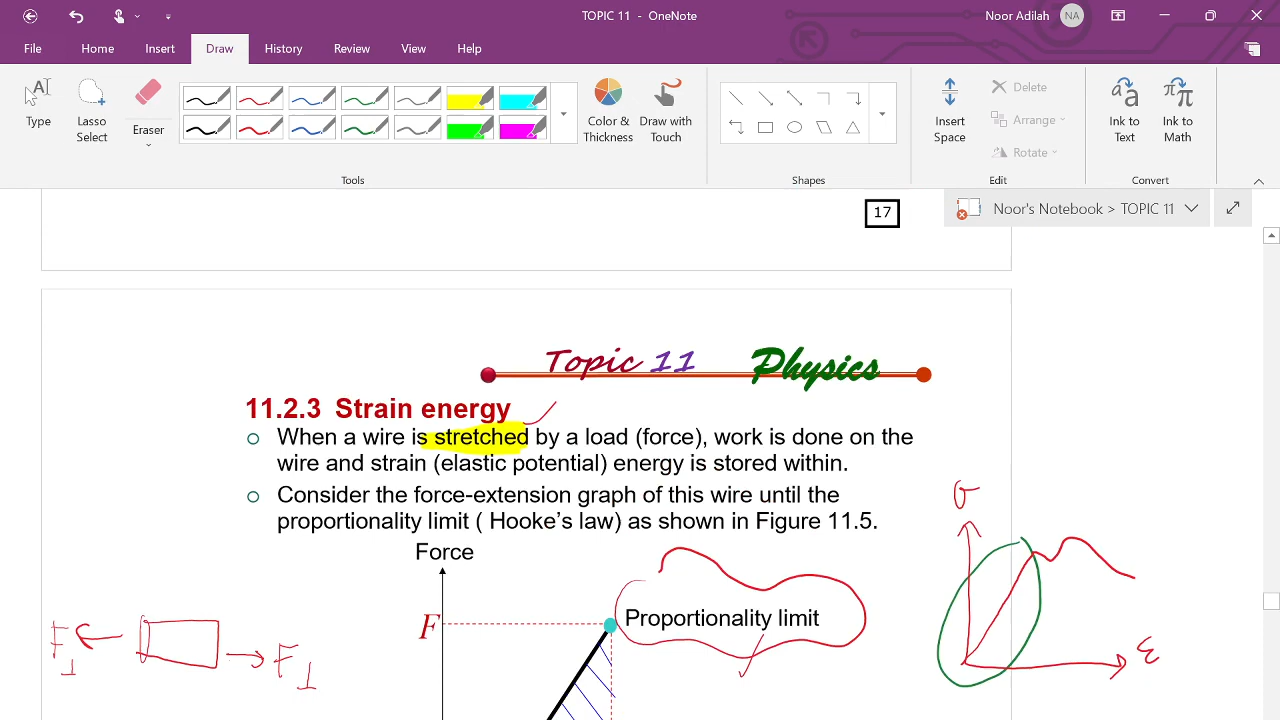 TOPIC 11 - OneNote
Noor Adilah NA
File Home Insert Draw History Review View Help
Type
Lasso Select
Eraser
Color & Thickness
Draw with Touch
Insert Space
Delete
Arrange
Rotate
Ink to Text
Ink to Math
Tools Shapes Edit Convert
17
Noor's Notebook > TOPIC 11
Topic 11 Physics
11.2.3 Strain energy
When a wire is stretched by a load (force), work is done on the
wire and strain (elastic potential) energy is stored within.
Consider the force-extension graph of this wire until the
proportionality limit ( Hooke's law) as shown in Figure 11.5.
σ
Force
F
Proportionality limit
F⊥
F⊥
ε